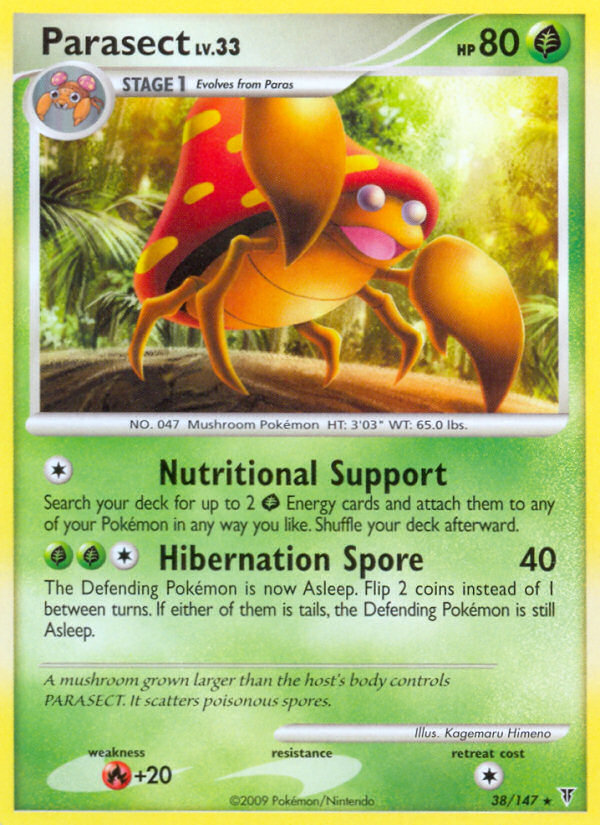 Parasect LV.33
HP 80
STAGE 1 Evolves from Paras
NO. 047 Mushroom Pokémon HT: 3'03" WT: 65.0 lbs.
Nutritional Support
Search your deck for up to 2 Energy cards and attach them to any
of your Pokémon in any way you like. Shuffle your deck afterward.
Hibernation Spore 40
The Defending Pokémon is now Asleep. Flip 2 coins instead of 1
between turns. If either of them is tails, the Defending Pokémon is still
Asleep.
A mushroom grown larger than the host's body controls
PARASECT. It scatters poisonous spores.
Illus. Kagemaru Himeno
weakness resistance retreat cost
+20
©2009 Pokémon/Nintendo 38/147 ★